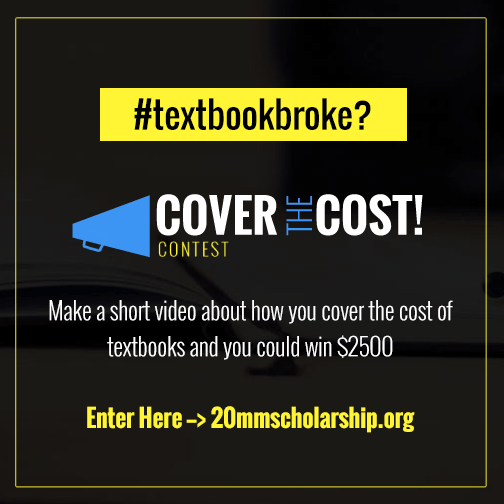 #textbookbroke?
COVER THE COST!
CONTEST
Make a short video about how you cover the cost of
textbooks and you could win $2500
Enter Here --> 20mmscholarship.org